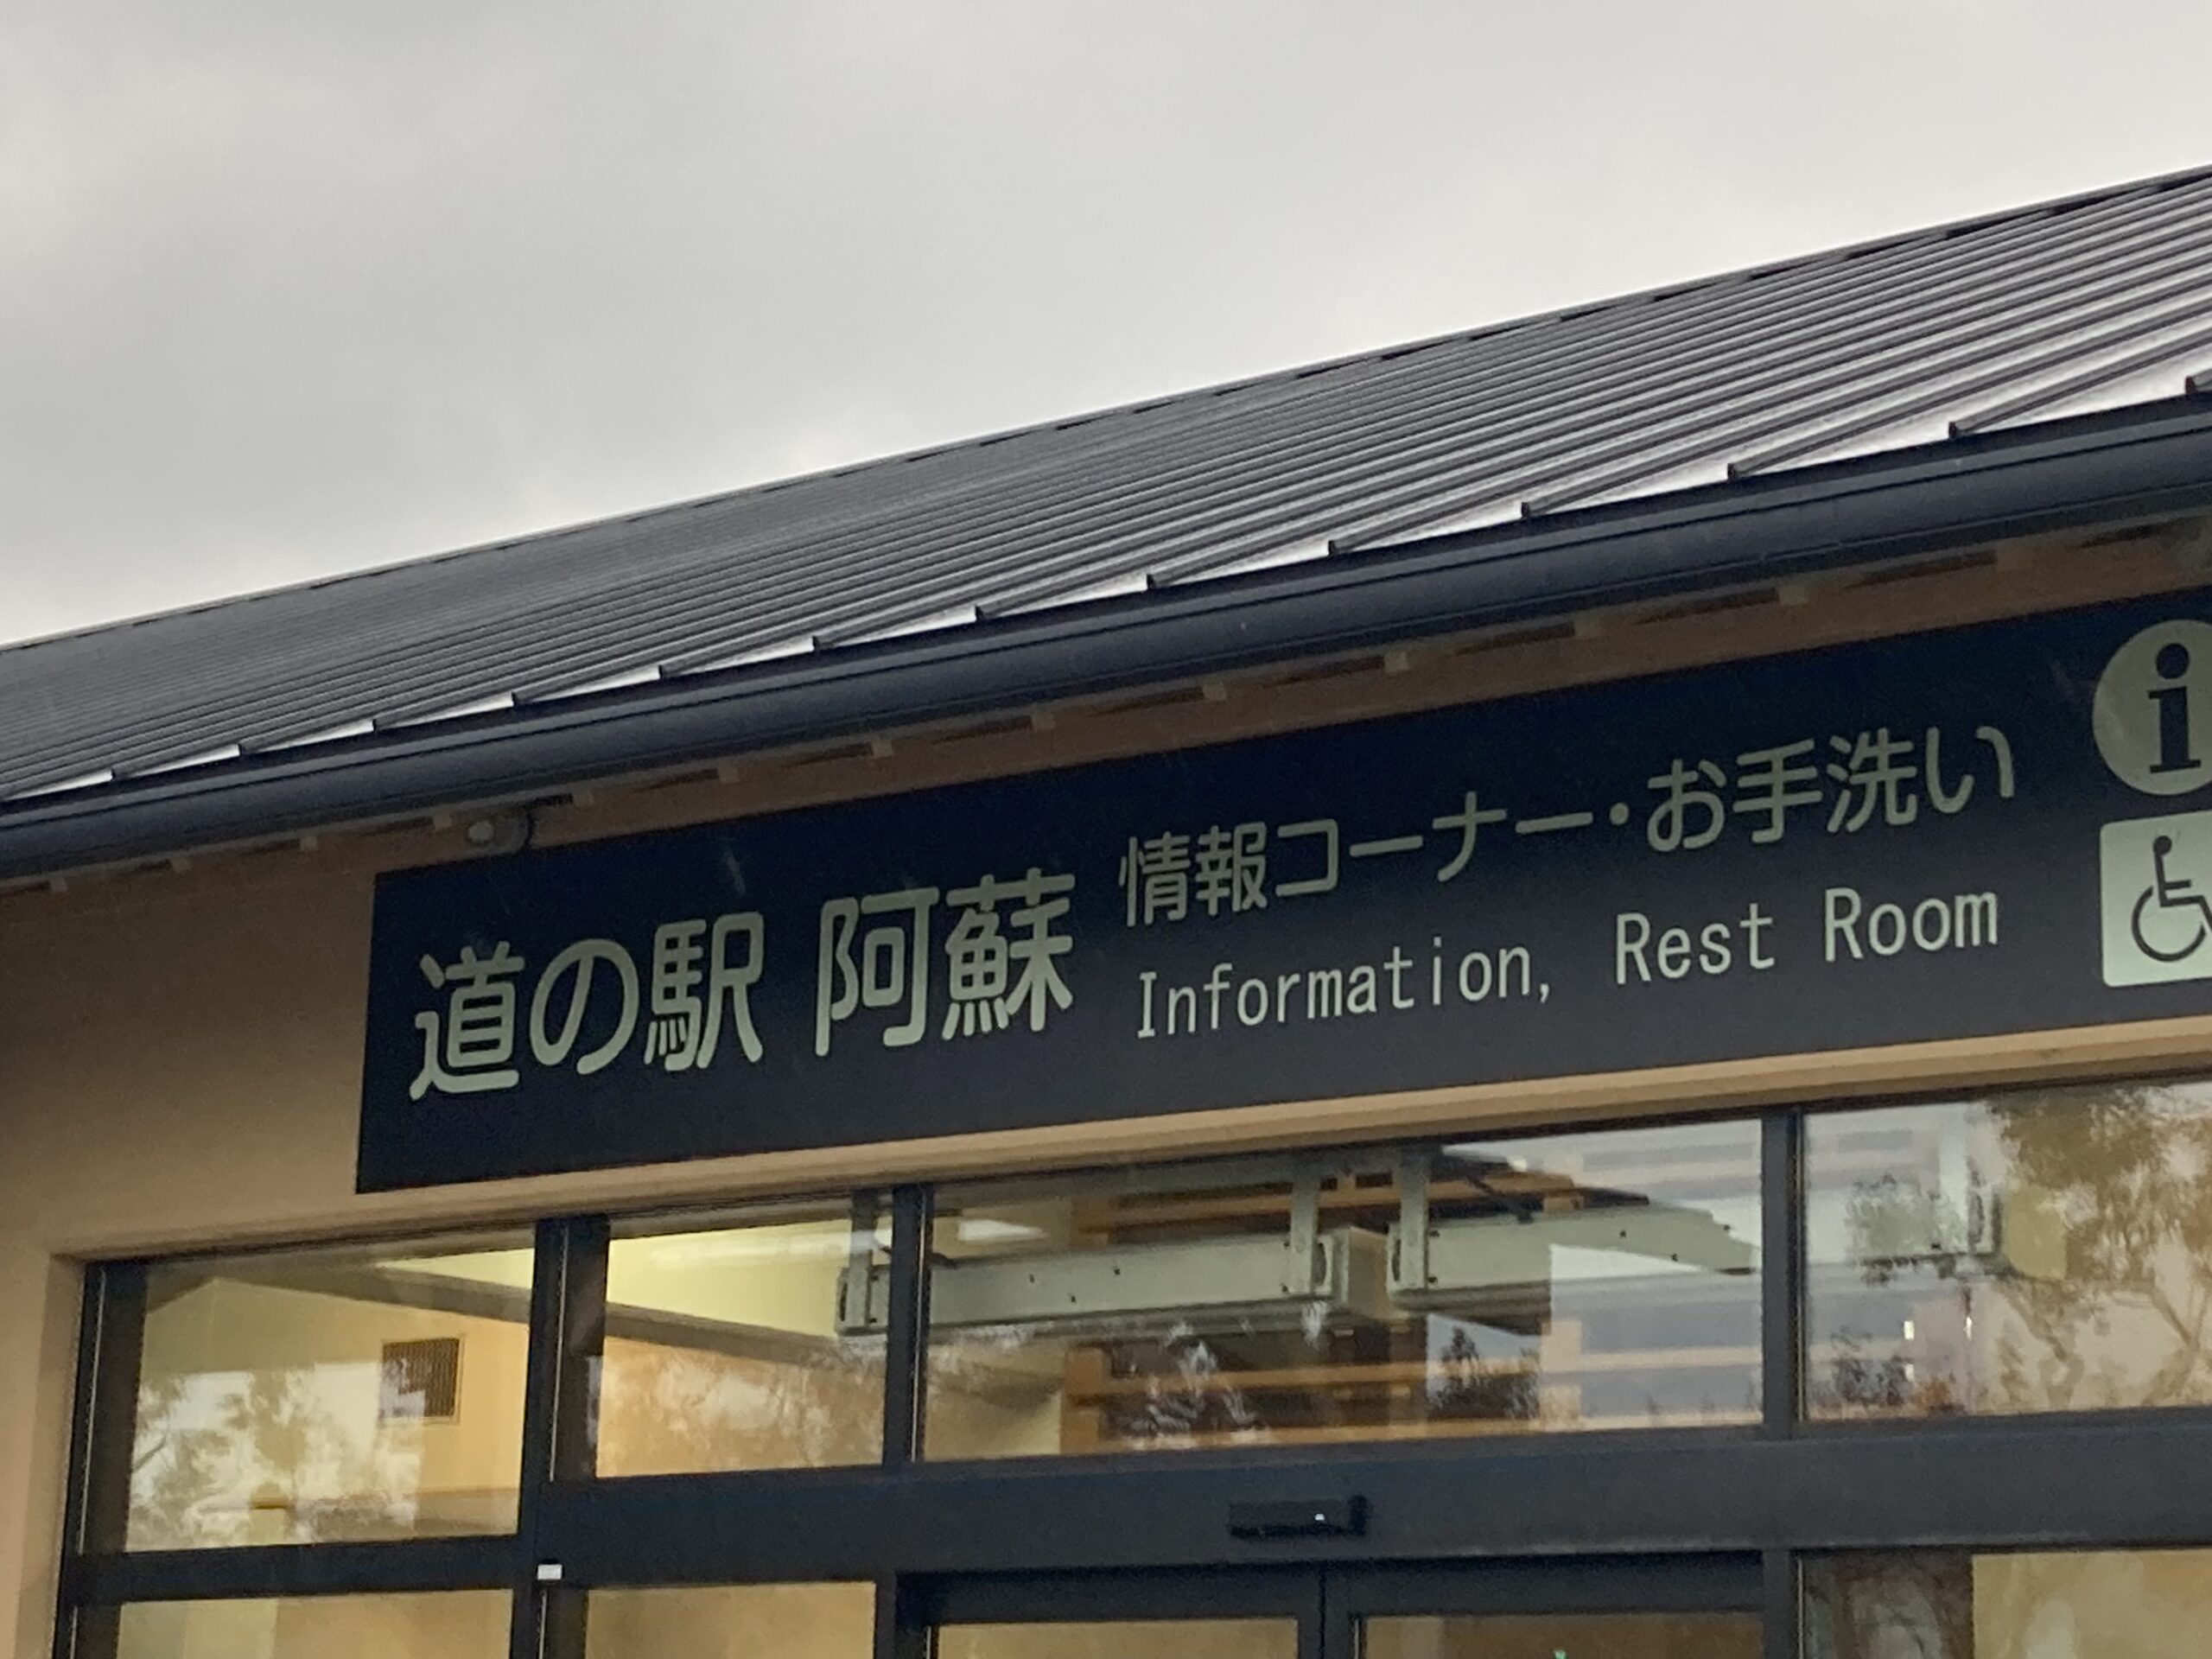 道の駅 阿蘇
情報コーナー・お手洗い
Information, Rest Room
i